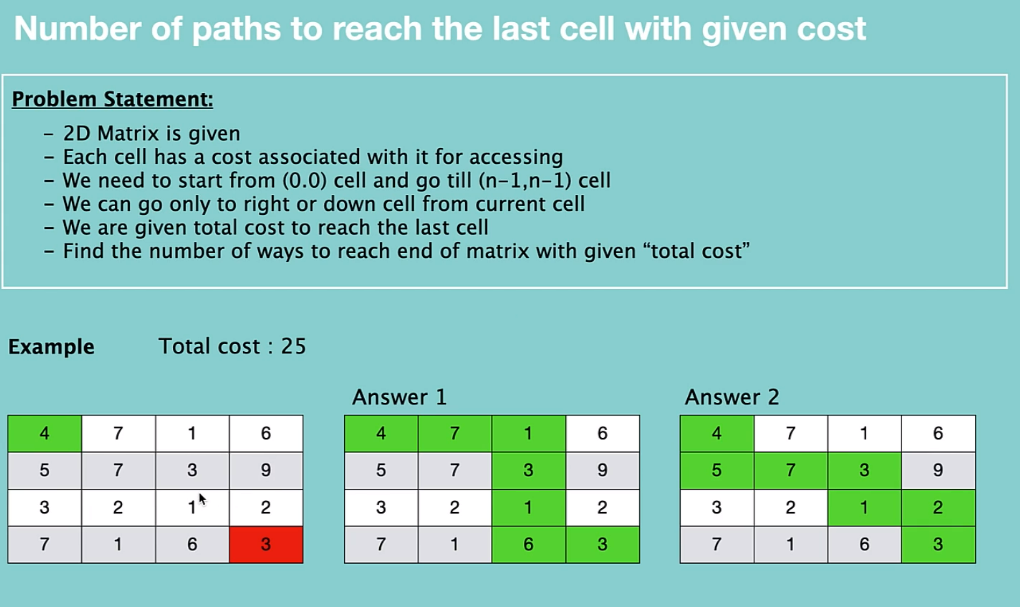 Number of paths to reach the last cell with given cost
Problem Statement:
– 2D Matrix is given
– Each cell has a cost associated with it for accessing
– We need to start from (0.0) cell and go till (n-1,n-1) cell
– We can go only to right or down cell from current cell
– We are given total cost to reach the last cell
– Find the number of ways to reach end of matrix with given “total cost”
Example Total cost : 25
Answer 1 Answer 2
4 7 1 6 4 7 1 6 4 7 1 6
5 7 3 9 5 7 3 9 5 7 3 9
3 2 1 2 3 2 1 2 3 2 1 2
7 1 6 3 7 1 6 3 7 1 6 3